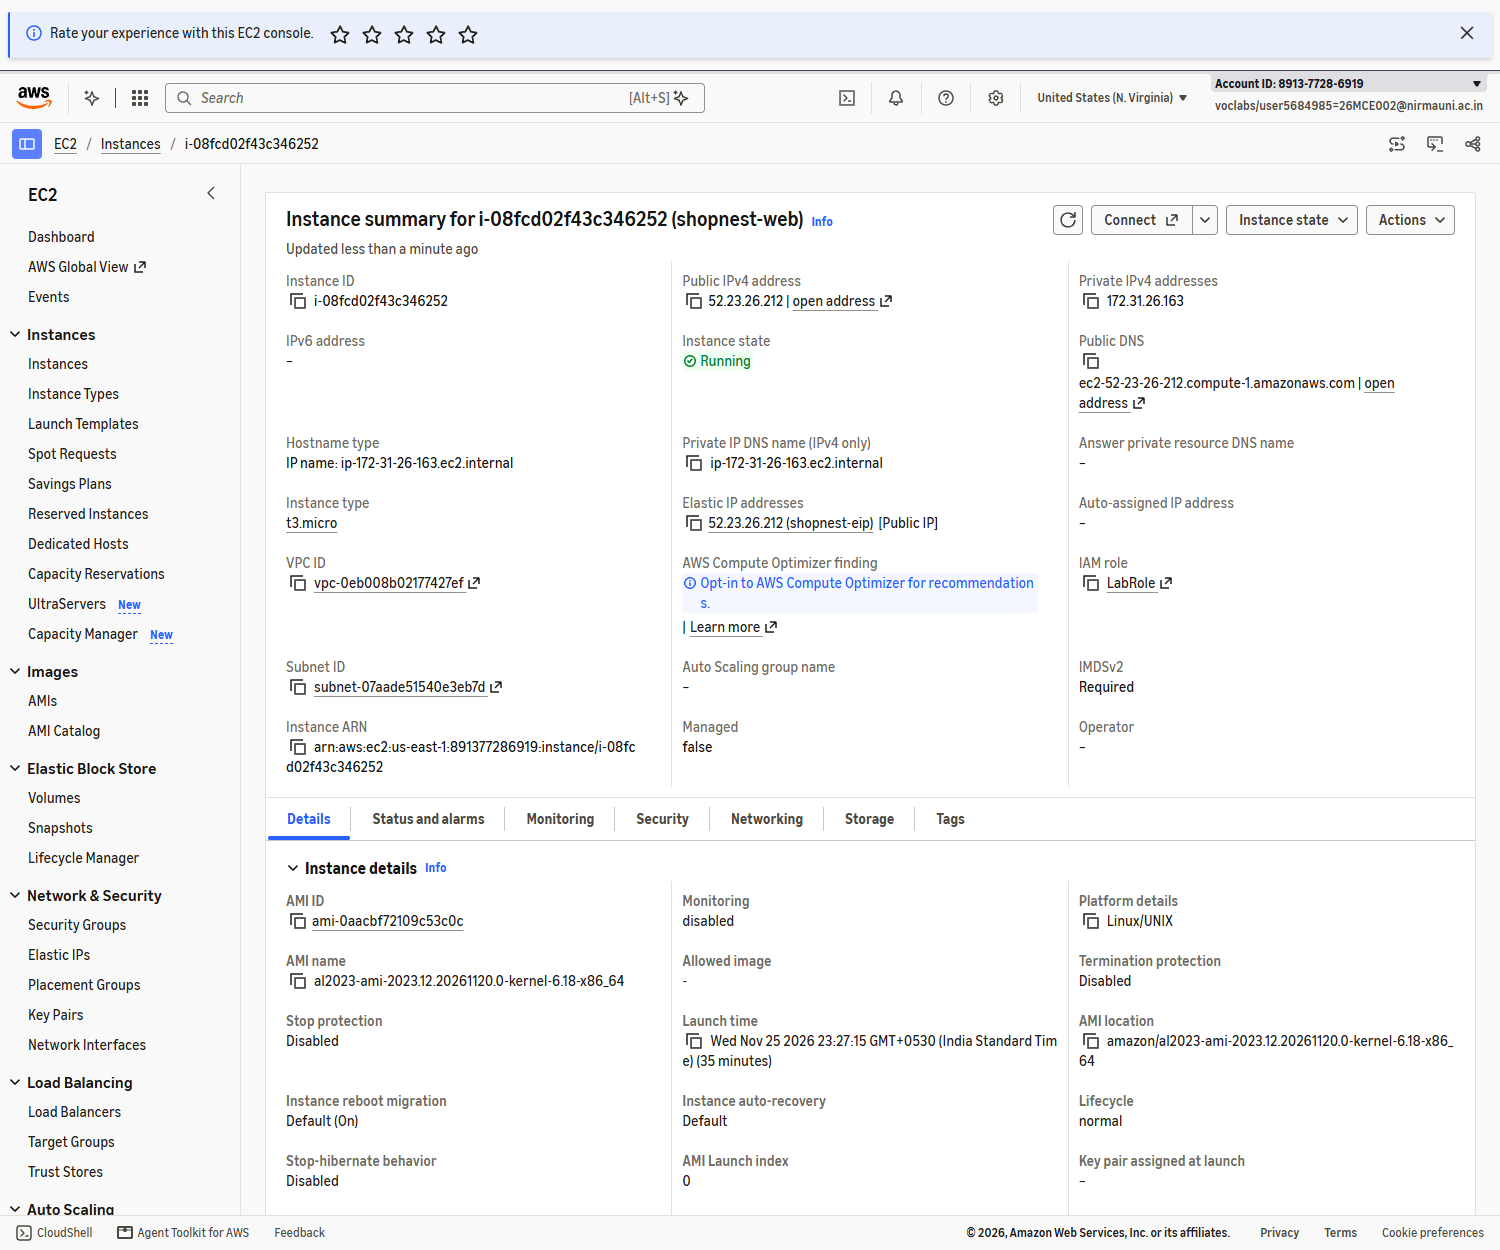 Rate your experience with this EC2 console.
aws
Search [Alt+S]
United States (N. Virginia)
Account ID: 8913-7728-6919
voclabs/user5684985=26MCE002@nirmauni.ac.in
EC2 / Instances / i-08fcd02f43c346252
EC2
Dashboard
AWS Global View
Events
Instances
Instances
Instance Types
Launch Templates
Spot Requests
Savings Plans
Reserved Instances
Dedicated Hosts
Capacity Reservations
UltraServers New
Capacity Manager New
Images
AMIs
AMI Catalog
Elastic Block Store
Volumes
Snapshots
Lifecycle Manager
Network & Security
Security Groups
Elastic IPs
Placement Groups
Key Pairs
Network Interfaces
Load Balancing
Load Balancers
Target Groups
Trust Stores
Auto Scaling
Instance summary for i-08fcd02f43c346252 (shopnest-web) Info
Updated less than a minute ago
Connect
Instance state
Actions
Instance ID
i-08fcd02f43c346252
Public IPv4 address
52.23.26.212 | open address
Private IPv4 addresses
172.31.26.163
IPv6 address
–
Instance state
Running
Public DNS
ec2-52-23-26-212.compute-1.amazonaws.com | open
address
Hostname type
IP name: ip-172-31-26-163.ec2.internal
Private IP DNS name (IPv4 only)
ip-172-31-26-163.ec2.internal
Answer private resource DNS name
–
Instance type
t3.micro
Elastic IP addresses
52.23.26.212 (shopnest-eip) [Public IP]
Auto-assigned IP address
–
VPC ID
vpc-0eb008b02177427ef
AWS Compute Optimizer finding
Opt-in to AWS Compute Optimizer for recommendation
s.
| Learn more
IAM role
LabRole
Subnet ID
subnet-07aade51540e3eb7d
Auto Scaling group name
–
IMDSv2
Required
Instance ARN
arn:aws:ec2:us-east-1:891377286919:instance/i-08fc
d02f43c346252
Managed
false
Operator
–
Details
Status and alarms
Monitoring
Security
Networking
Storage
Tags
Instance details Info
AMI ID
ami-0aacbf72109c53c0c
Monitoring
disabled
Platform details
Linux/UNIX
AMI name
al2023-ami-2023.12.20261120.0-kernel-6.18-x86_64
Allowed image
-
Termination protection
Disabled
Stop protection
Disabled
Launch time
Wed Nov 25 2026 23:27:15 GMT+0530 (India Standard Tim
e) (35 minutes)
AMI location
amazon/al2023-ami-2023.12.20261120.0-kernel-6.18-x86_
64
Instance reboot migration
Default (On)
Instance auto-recovery
Default
Lifecycle
normal
Stop-hibernate behavior
Disabled
AMI Launch index
0
Key pair assigned at launch
–
CloudShell
Agent Toolkit for AWS
Feedback
© 2026, Amazon Web Services, Inc. or its affiliates.
Privacy
Terms
Cookie preferences